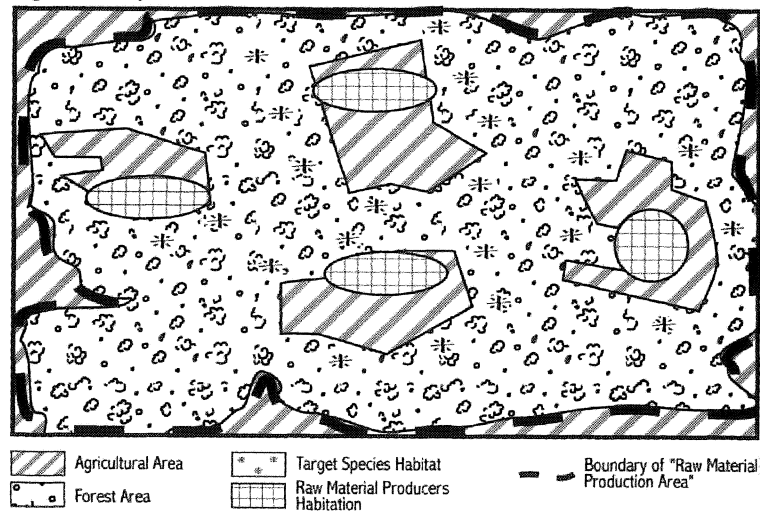 Agricultural Area
Forest Area
Target Species Habitat
Raw Material Producers
Habitation
Boundary of "Raw Material
Production Area"